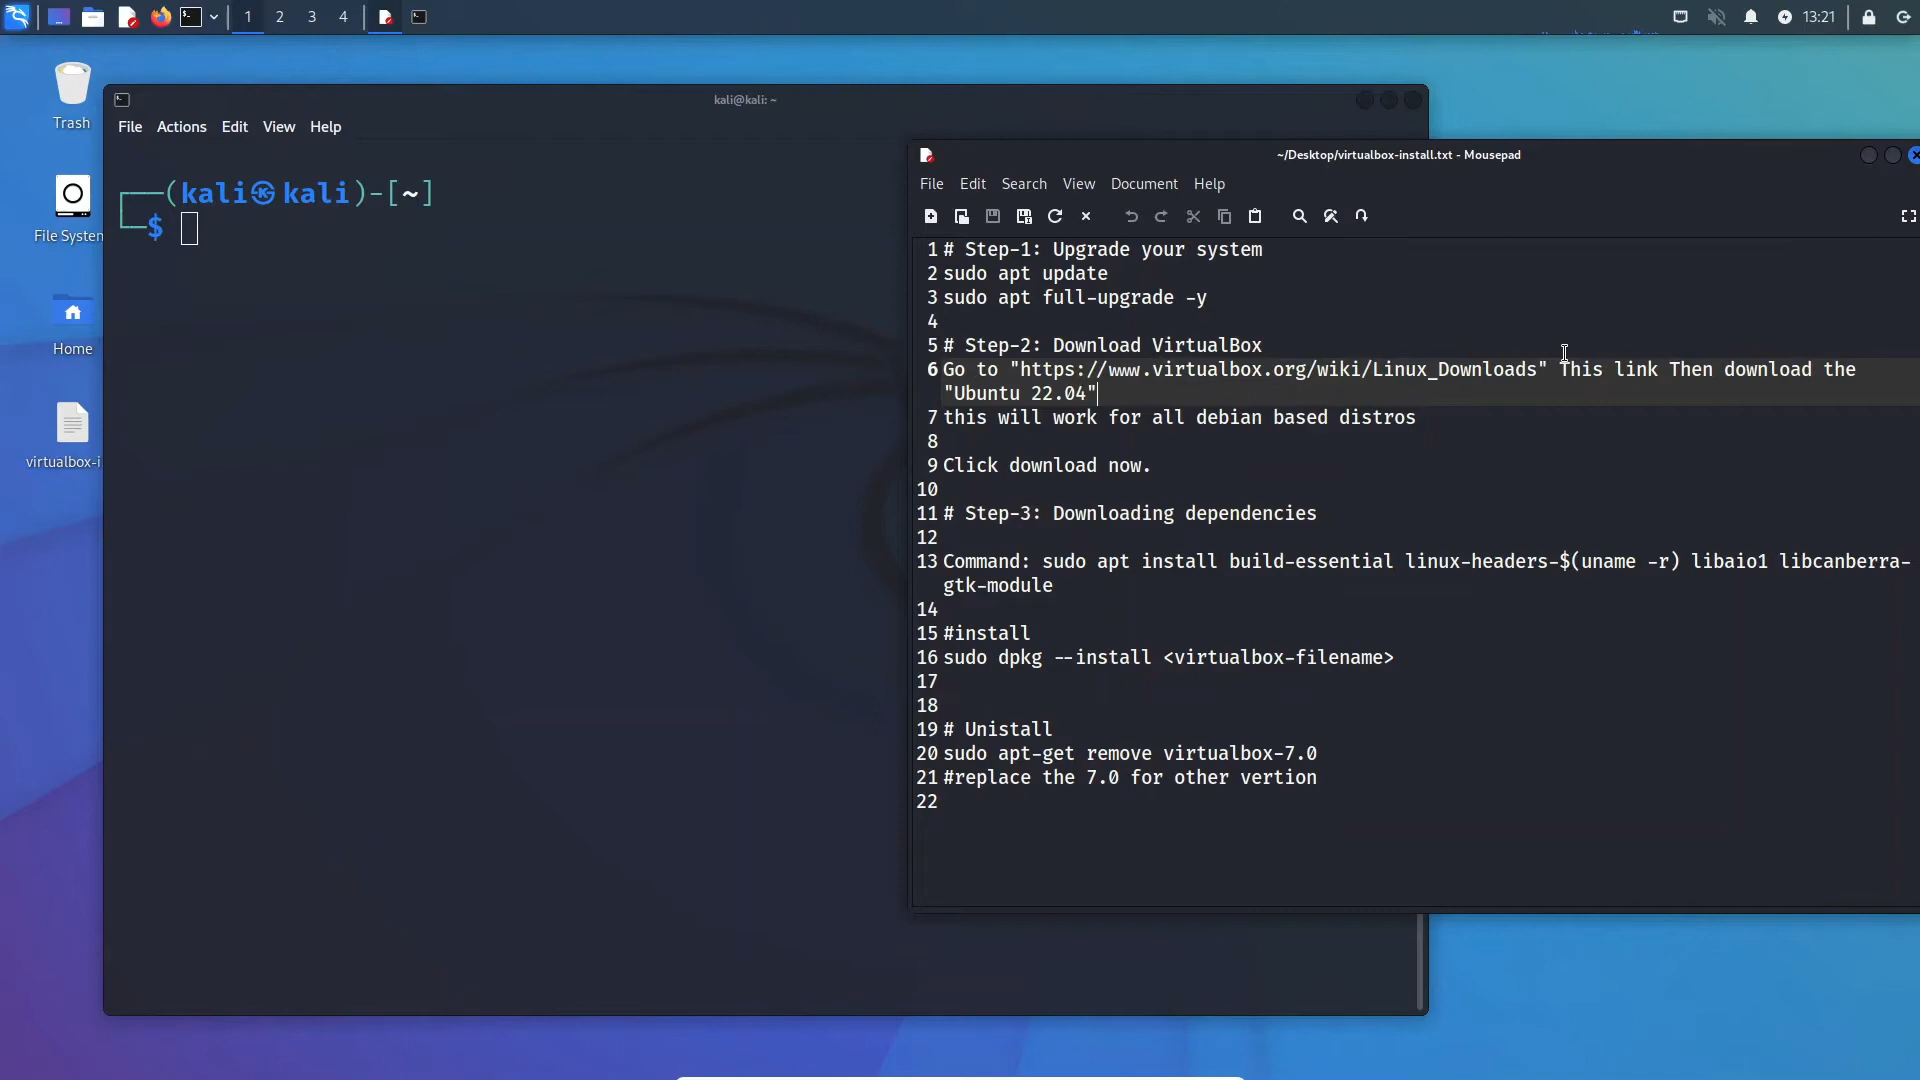 1 2 3 4 13:21
Trash
File System
Home
virtualbox-i
kali@kali: ~
File Actions Edit View Help
┌──(kali㉿kali)-[~]
└─$
~/Desktop/virtualbox-install.txt - Mousepad
File Edit Search View Document Help
1 # Step-1: Upgrade your system
2 sudo apt update
3 sudo apt full-upgrade -y
4
5 # Step-2: Download VirtualBox
6 Go to "https://www.virtualbox.org/wiki/Linux_Downloads" This link Then download the
"Ubuntu 22.04"
7 this will work for all debian based distros
8
9 Click download now.
10
11 # Step-3: Downloading dependencies
12
13 Command: sudo apt install build-essential linux-headers-$(uname -r) libaio1 libcanberra-
gtk-module
14
15 #install
16 sudo dpkg --install <virtualbox-filename>
17
18
19 # Unistall
20 sudo apt-get remove virtualbox-7.0
21 #replace the 7.0 for other vertion
22